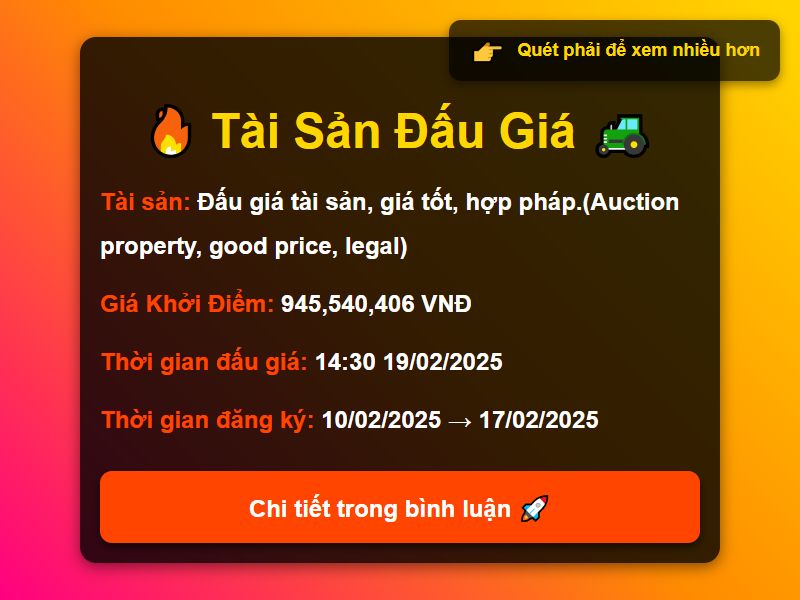 Quét phải để xem nhiều hơn
Tài Sản Đấu Giá
Tài sản: Đấu giá tài sản, giá tốt, hợp pháp.(Auction
property, good price, legal)
Giá Khởi Điểm: 945,540,406 VNĐ
Thời gian đấu giá: 14:30 19/02/2025
Thời gian đăng ký: 10/02/2025 → 17/02/2025
Chi tiết trong bình luận